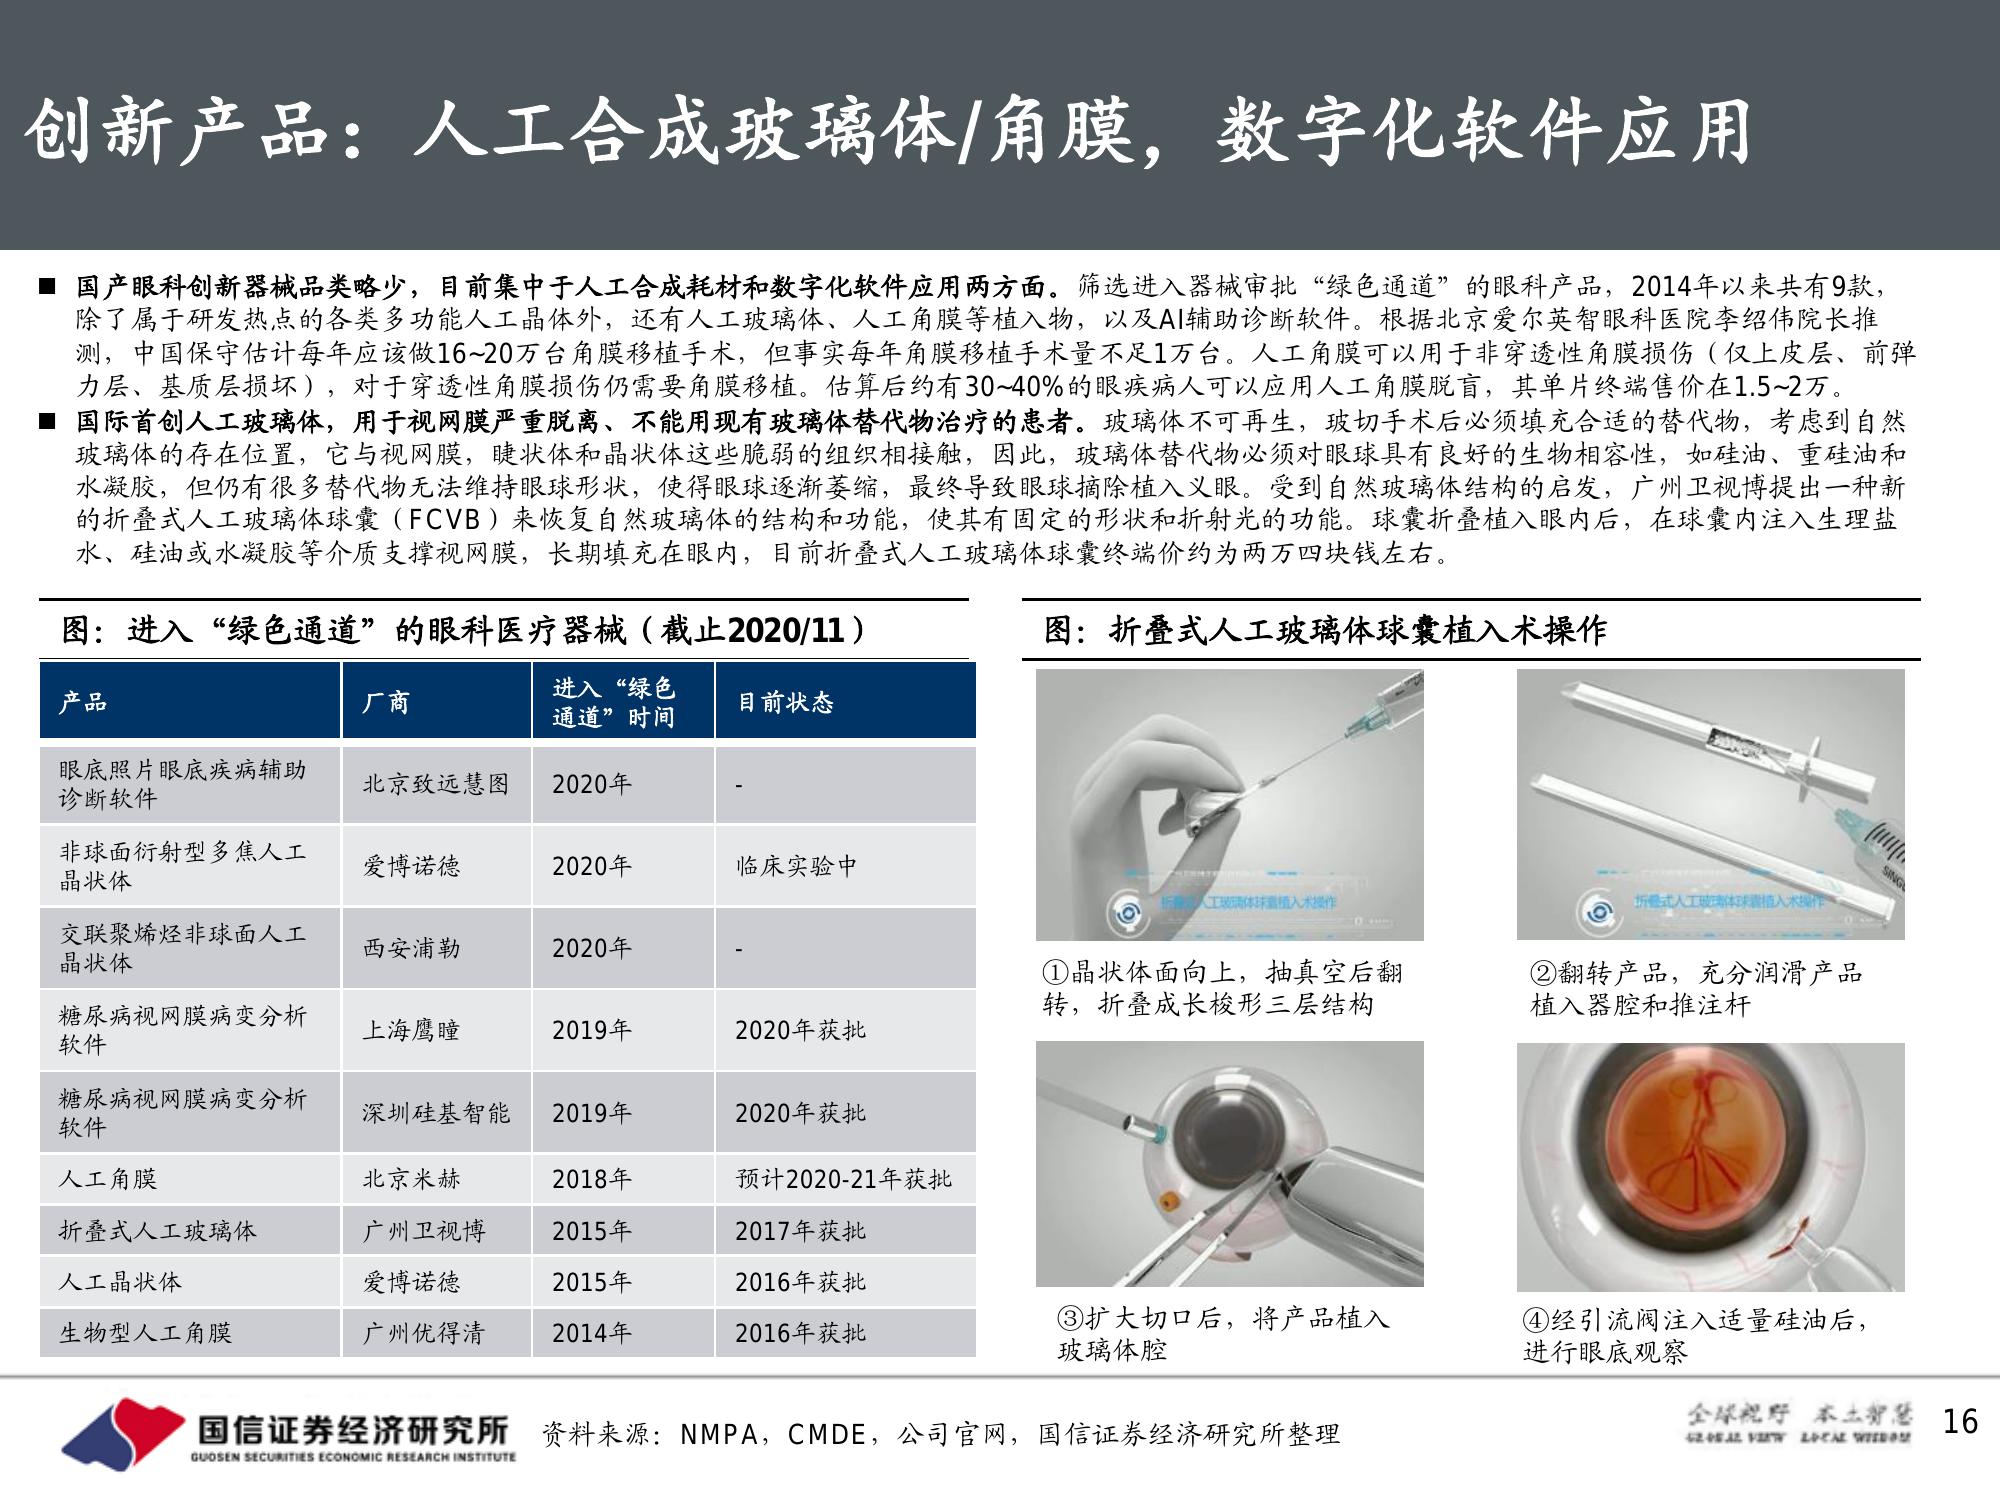 创新产品：人工合成玻璃体/角膜，数字化软件应用
■ 国产眼科创新器械品类略少，目前集中于人工合成耗材和数字化软件应用两方面。筛选进入器械审批“绿色通道”的眼科产品，2014年以来共有9款，
除了属于研发热点的各类多功能人工晶体外，还有人工玻璃体、人工角膜等植入物，以及AI辅助诊断软件。根据北京爱尔英智眼科医院李绍伟院长推
测，中国保守估计每年应该做16~20万台角膜移植手术，但事实每年角膜移植手术量不足1万台。人工角膜可以用于非穿透性角膜损伤（仅上皮层、前弹
力层、基质层损坏），对于穿透性角膜损伤仍需要角膜移植。估算后约有30~40%的眼疾病人可以应用人工角膜脱盲，其单片终端售价在1.5~2万。
■ 国际首创人工玻璃体，用于视网膜严重脱离、不能用现有玻璃体替代物治疗的患者。玻璃体不可再生，玻切手术后必须填充合适的替代物，考虑到自然
玻璃体的存在位置，它与视网膜，睫状体和晶状体这些脆弱的组织相接触，因此，玻璃体替代物必须对眼球具有良好的生物相容性，如硅油、重硅油和
水凝胶，但仍有很多替代物无法维持眼球形状，使得眼球逐渐萎缩，最终导致眼球摘除植入义眼。受到自然玻璃体结构的启发，广州卫视博提出一种新
的折叠式人工玻璃体球囊（FCVB）来恢复自然玻璃体的结构和功能，使其有固定的形状和折射光的功能。球囊折叠植入眼内后，在球囊内注入生理盐
水、硅油或水凝胶等介质支撑视网膜，长期填充在眼内，目前折叠式人工玻璃体球囊终端价约为两万四块钱左右。
图：进入“绿色通道”的眼科医疗器械（截止2020/11）
产品 厂商 进入“绿色
通道”时间 目前状态
眼底照片眼底疾病辅助
诊断软件 北京致远慧图 2020年 -
非球面衍射型多焦人工
晶状体 爱博诺德 2020年 临床实验中
交联聚烯烃非球面人工
晶状体 西安浦勒 2020年 -
糖尿病视网膜病变分析
软件 上海鹰瞳 2019年 2020年获批
糖尿病视网膜病变分析
软件 深圳硅基智能 2019年 2020年获批
人工角膜 北京米赫 2018年 预计2020-21年获批
折叠式人工玻璃体 广州卫视博 2015年 2017年获批
人工晶状体 爱博诺德 2015年 2016年获批
生物型人工角膜 广州优得清 2014年 2016年获批
图：折叠式人工玻璃体球囊植入术操作
折叠式人工玻璃体球囊植入术操作
折叠式人工玻璃体球囊植入术操作
①晶状体面向上，抽真空后翻
转，折叠成长梭形三层结构
②翻转产品，充分润滑产品
植入器腔和推注杆
③扩大切口后，将产品植入
玻璃体腔
④经引流阀注入适量硅油后，
进行眼底观察
国信证券经济研究所
GUOSEN SECURITIES ECONOMIC RESEARCH INSTITUTE
资料来源：NMPA，CMDE，公司官网，国信证券经济研究所整理
全球视野 本土智慧
GLOBAL VIEW LOCAL WISDOM
16